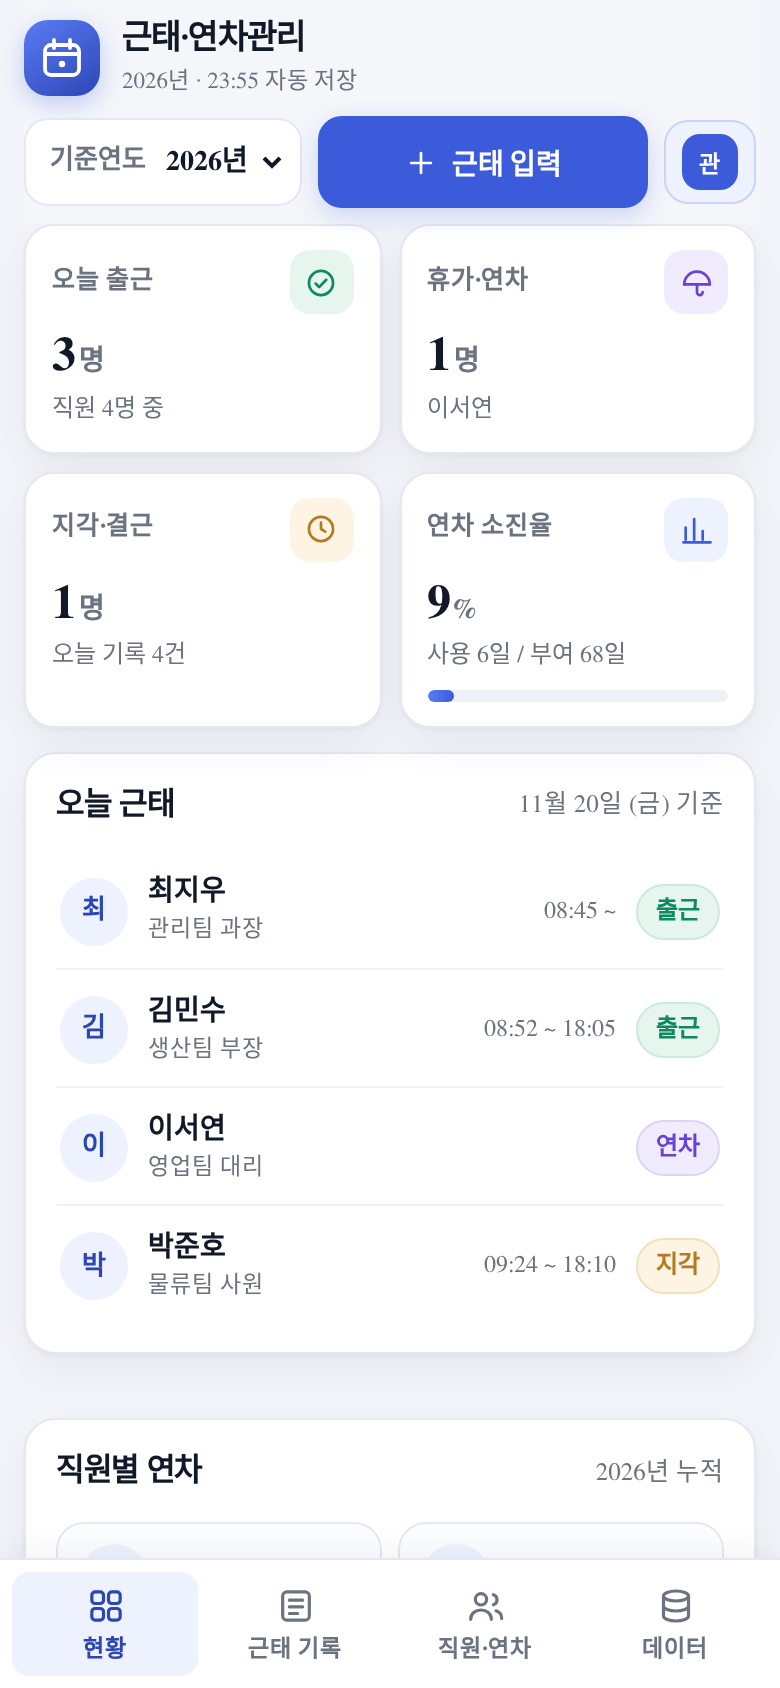 근태·연차관리
2026년 · 23:55 자동 저장
기준연도 2026년
+ 근태 입력
관
오늘 출근
3명
직원 4명 중
휴가·연차
1명
이서연
지각·결근
1명
오늘 기록 4건
연차 소진율
9%
사용 6일 / 부여 68일
오늘 근태
11월 20일 (금) 기준
최
최지우
관리팀 과장
08:45 ~
출근
김
김민수
생산팀 부장
08:52 ~ 18:05
출근
이
이서연
영업팀 대리
연차
박
박준호
물류팀 사원
09:24 ~ 18:10
지각
직원별 연차
2026년 누적
현황
근태 기록
직원·연차
데이터